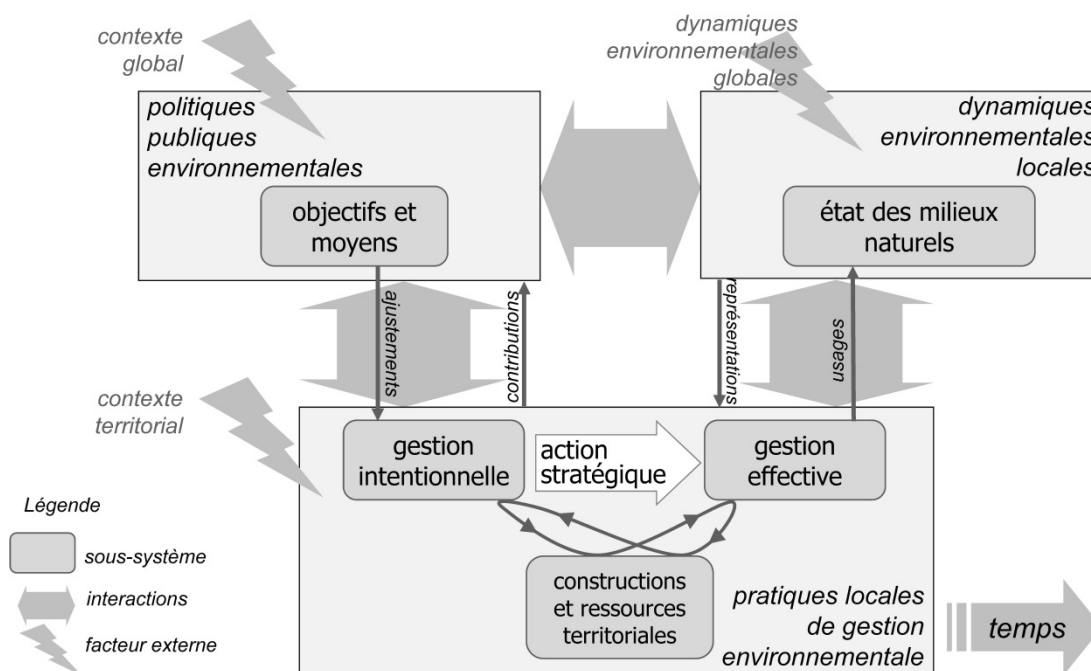 contexte
global
dynamiques
environnementales
globales
politiques
publiques
environnementales
objectifs et
moyens
dynamiques
environnementales
locales
état des milieux
naturels
ajustements
contributions
représentations
usages
contexte
territorial
gestion
intentionnelle
action
stratégique
gestion
effective
constructions
et ressources
territoriales
pratiques locales
de gestion
environnementale
temps
Légende
sous-système
interactions
facteur externe